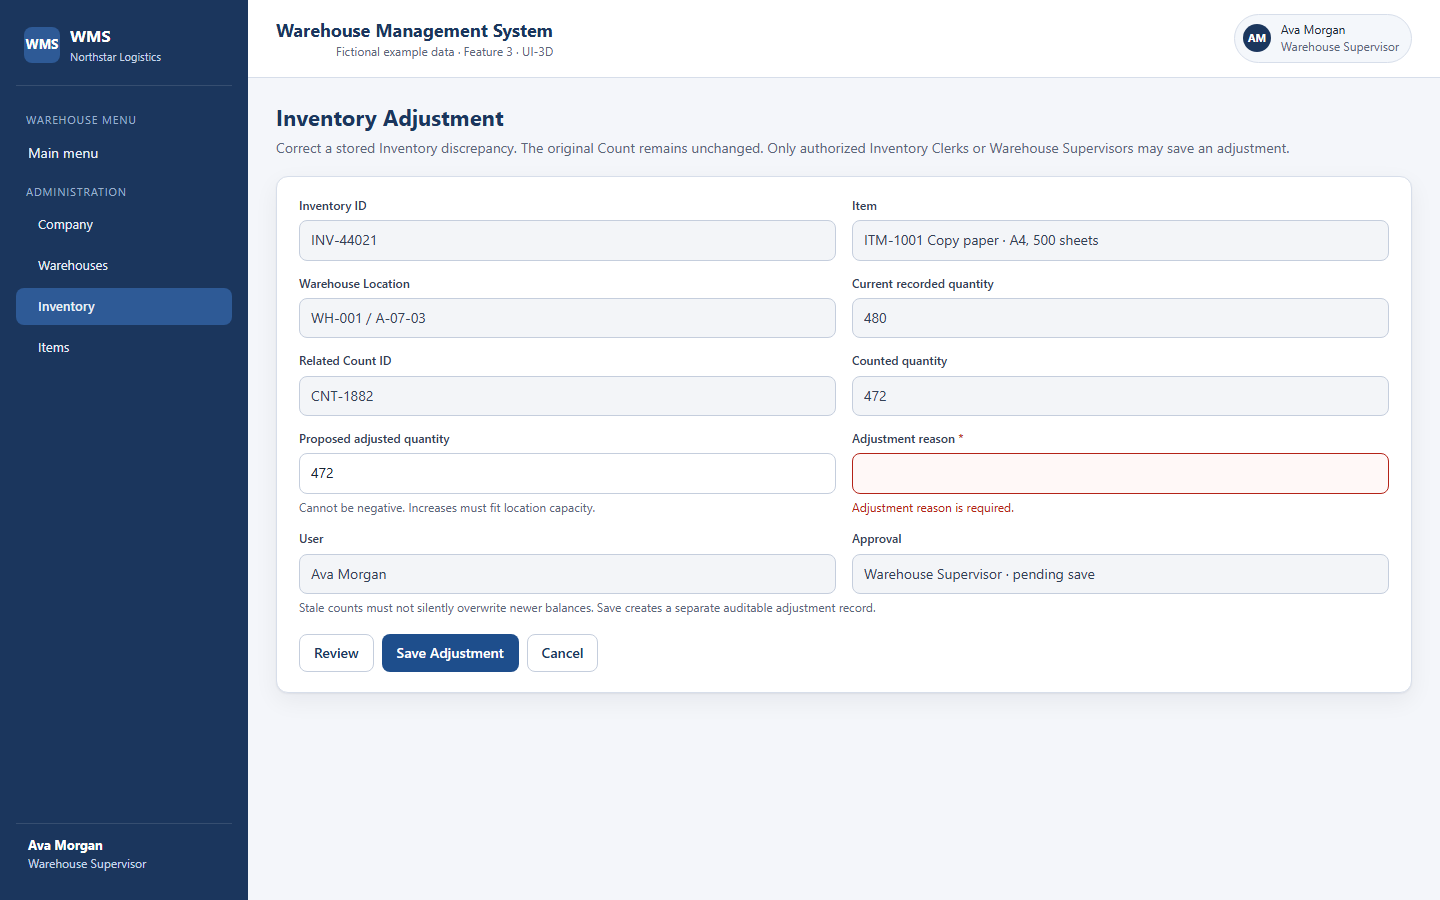 WMS
WMS
Northstar Logistics
WAREHOUSE MENU
Main menu
ADMINISTRATION
Company
Warehouses
Inventory
Items
Ava Morgan
Warehouse Supervisor
Warehouse Management System
Fictional example data · Feature 3 · UI-3D
AM
Ava Morgan
Warehouse Supervisor
Inventory Adjustment
Correct a stored Inventory discrepancy. The original Count remains unchanged. Only authorized Inventory Clerks or Warehouse Supervisors may save an adjustment.
Inventory ID
INV-44021
Item
ITM-1001 Copy paper · A4, 500 sheets
Warehouse Location
WH-001 / A-07-03
Current recorded quantity
480
Related Count ID
CNT-1882
Counted quantity
472
Proposed adjusted quantity
472
Cannot be negative. Increases must fit location capacity.
Adjustment reason *
Adjustment reason is required.
User
Ava Morgan
Approval
Warehouse Supervisor · pending save
Stale counts must not silently overwrite newer balances. Save creates a separate auditable adjustment record.
Review
Save Adjustment
Cancel